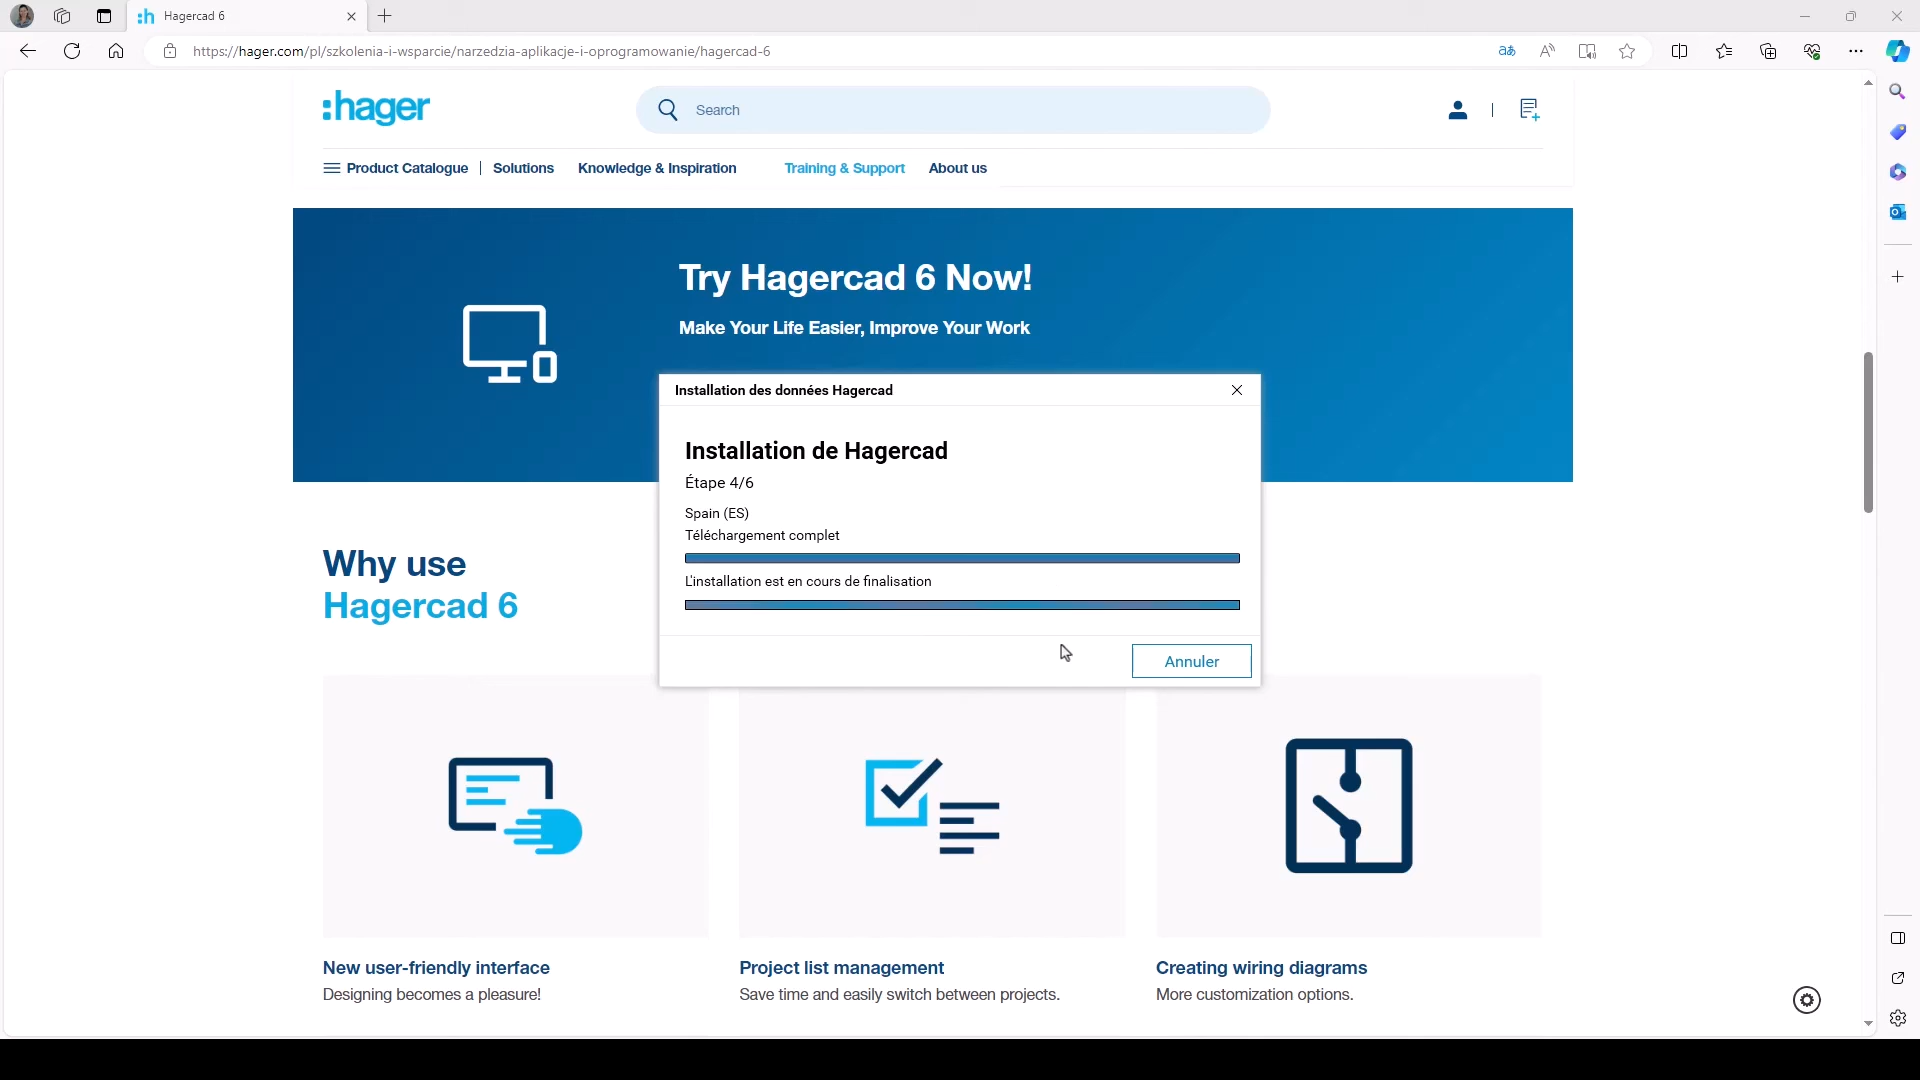 Hagercad 6
https://hager.com/pl/szkolenia-i-wsparcie/narzedzia-aplikacje-i-oprogramowanie/hagercad-6
:hager
Search
Product Catalogue | Solutions Knowledge & Inspiration Training & Support About us
Try Hagercad 6 Now!
Make Your Life Easier, Improve Your Work
Installation des données Hagercad
Installation de Hagercad
Étape 4/6
Spain (ES)
Téléchargement complet
L'installation est en cours de finalisation
Annuler
Why use
Hagercad 6
New user-friendly interface
Designing becomes a pleasure!
Project list management
Save time and easily switch between projects.
Creating wiring diagrams
More customization options.